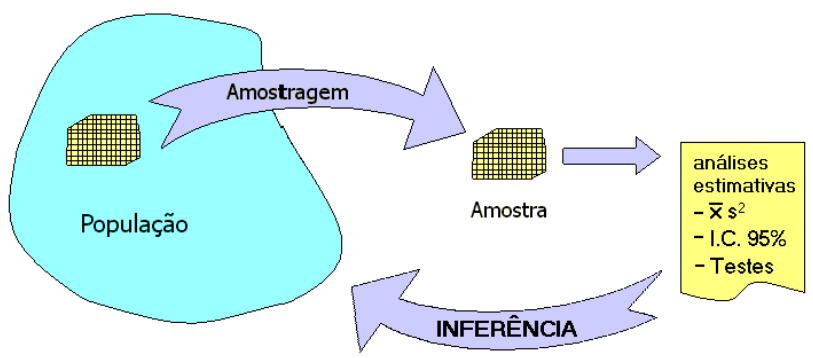 Amostragem
População
Amostra
análises
estimativas
- x̅ s²
- I.C. 95%
- Testes
INFERÊNCIA